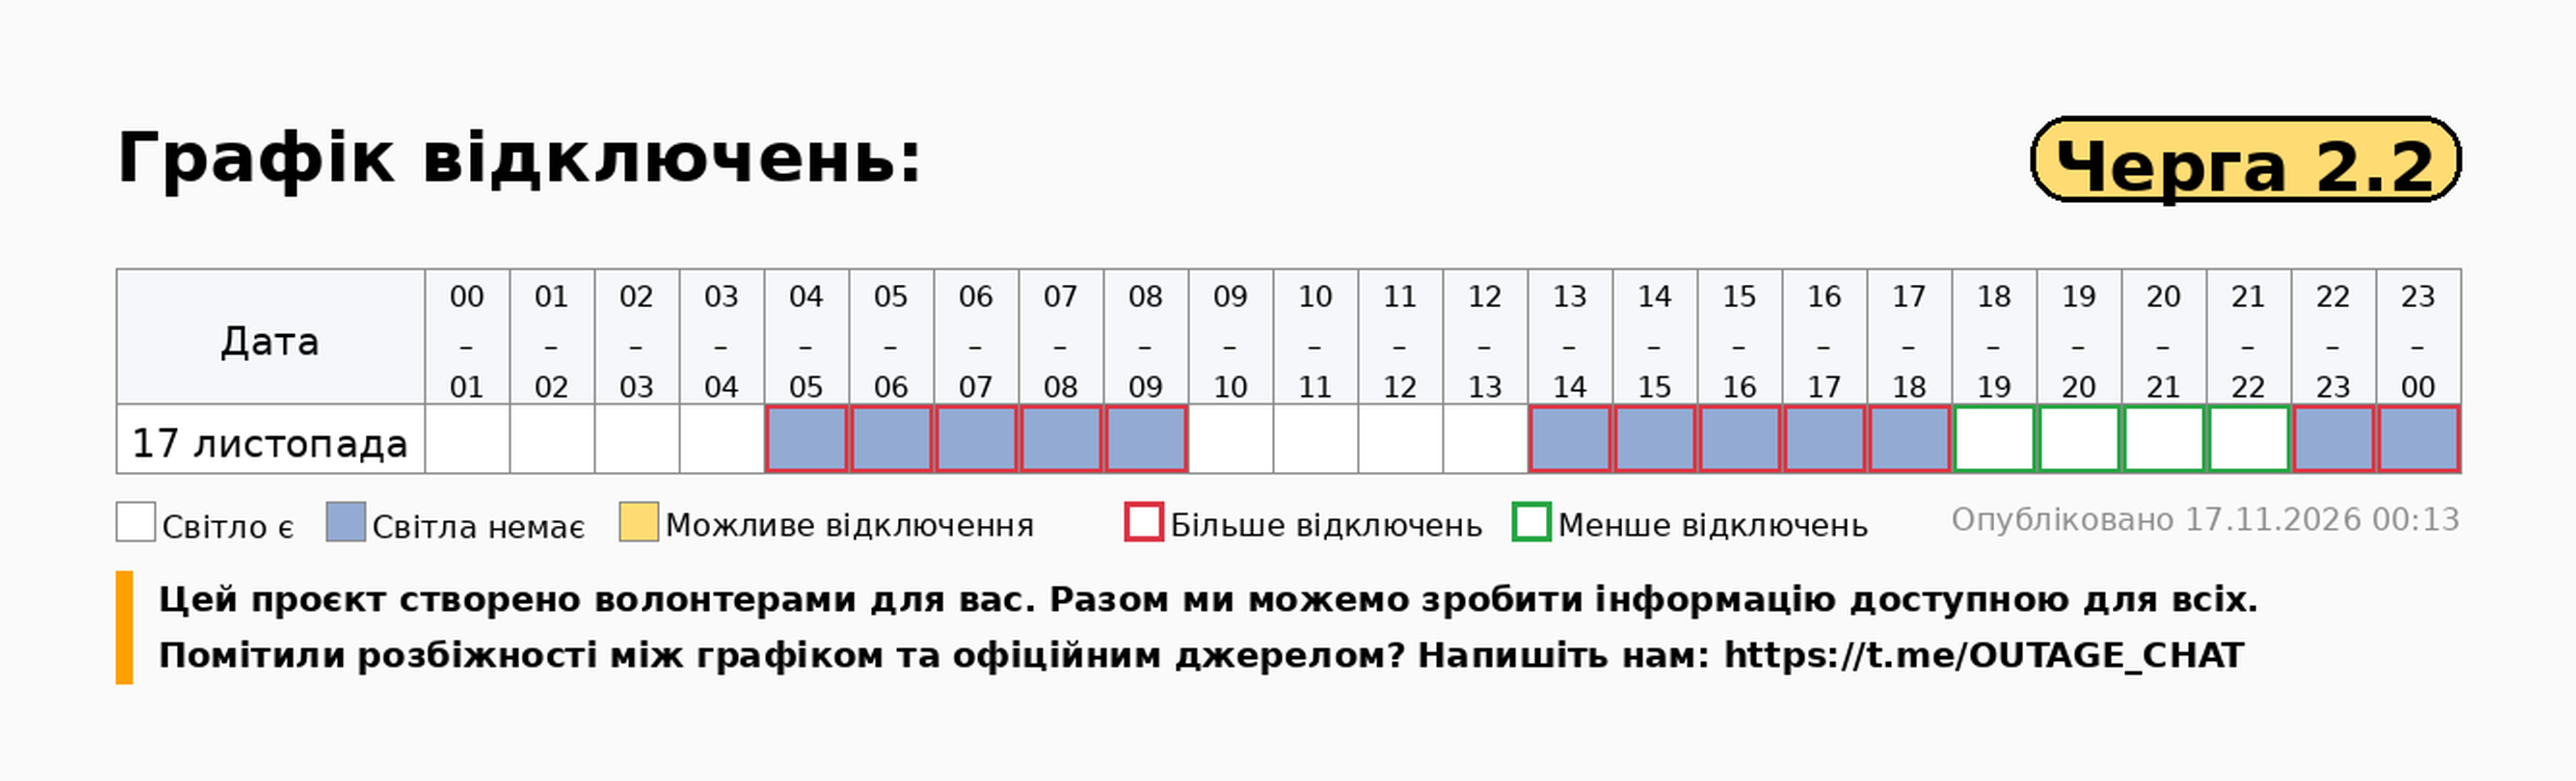 Графік відключень:
Черга 2.2
Дата
00 – 01
01 – 02
02 – 03
03 – 04
04 – 05
05 – 06
06 – 07
07 – 08
08 – 09
09 – 10
10 – 11
11 – 12
12 – 13
13 – 14
14 – 15
15 – 16
16 – 17
17 – 18
18 – 19
19 – 20
20 – 21
21 – 22
22 – 23
23 – 00
17 листопада
Світло є
Світла немає
Можливе відключення
Більше відключень
Менше відключень
Опубліковано 17.11.2026 00:13
Цей проєкт створено волонтерами для вас. Разом ми можемо зробити інформацію доступною для всіх.
Помітили розбіжності між графіком та офіційним джерелом? Напишіть нам: https://t.me/OUTAGE_CHAT